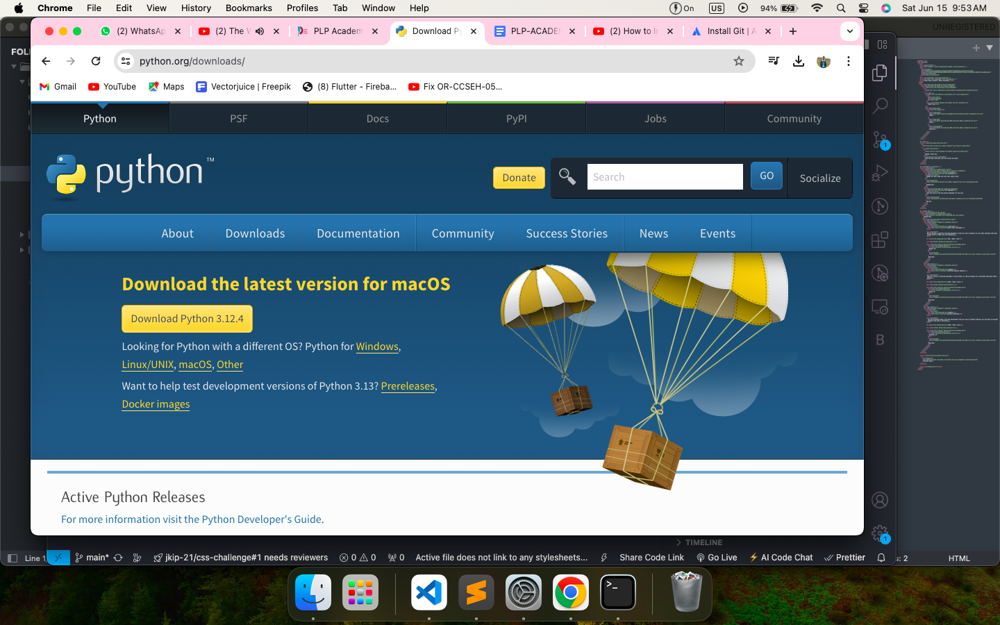 Chrome File Edit View History Bookmarks Profiles Tab Window Help On US 94% Sat Jun 15 9:53 AM
UNREGISTERED
(2) WhatsAp (2) The W PLP Academ Download Py PLP-ACADE (2) How to In Install Git | A
FOL
python.org/downloads/
Gmail YouTube Maps Vectorjuice | Freepik (8) Flutter - Fireba... Fix OR-CCSEH-05...
Python PSF Docs PyPI Jobs Community
python™
Donate Search GO Socialize
About Downloads Documentation Community Success Stories News Events
Download the latest version for macOS
Download Python 3.12.4
Looking for Python with a different OS? Python for Windows,
Linux/UNIX, macOS, Other
Want to help test development versions of Python 3.13? Prereleases,
Docker images
Active Python Releases
For more information visit the Python Developer's Guide.
TIMELINE
Line 1 main* jkip-21/css-challenge#1 needs reviewers 0 0 0 Active file does not link to any stylesheets... Share Code Link Go Live AI Code Chat Prettier s: 2 HTML